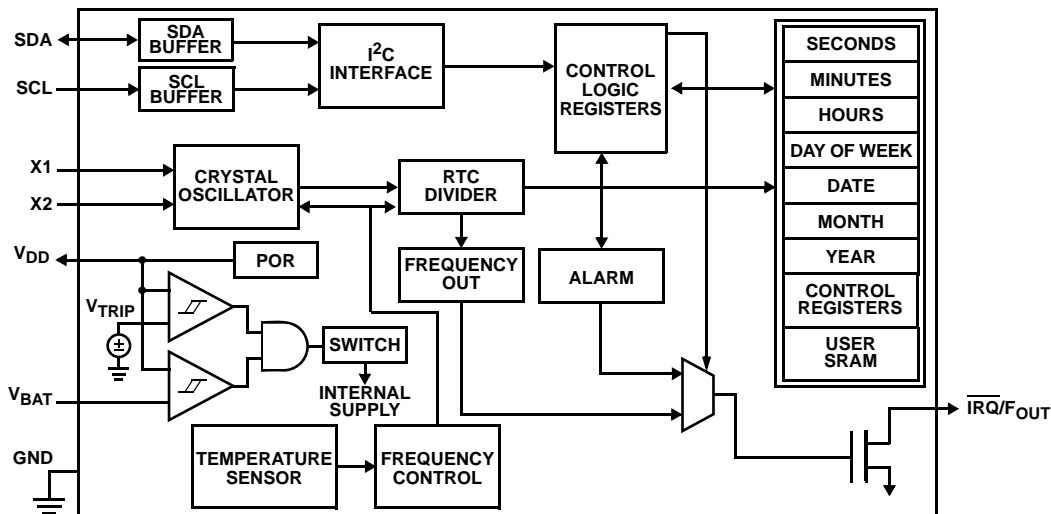 SDA
SDA
BUFFER
SCL
SCL
BUFFER
I²C
INTERFACE
CONTROL
LOGIC
REGISTERS
SECONDS
MINUTES
HOURS
DAY OF WEEK
DATE
MONTH
YEAR
CONTROL
REGISTERS
USER
SRAM
X1
X2
CRYSTAL
OSCILLATOR
RTC
DIVIDER
VDD
POR
FREQUENCY
OUT
ALARM
VTRIP
±
SWITCH
INTERNAL
SUPPLY
VBAT
IRQ/FOUT
GND
TEMPERATURE
SENSOR
FREQUENCY
CONTROL